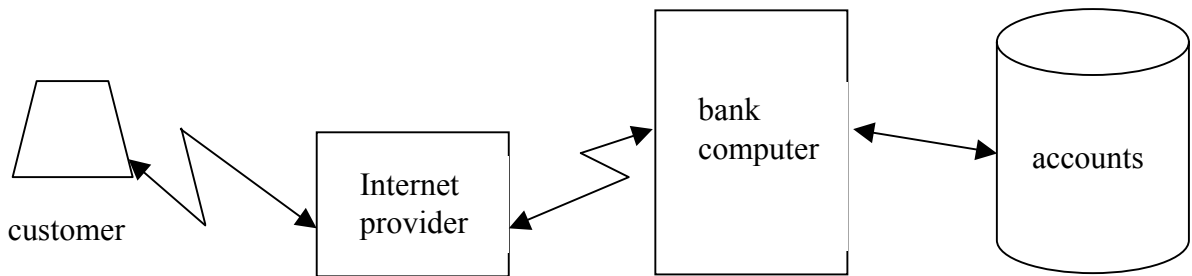 customer
Internet
provider
bank
computer
accounts